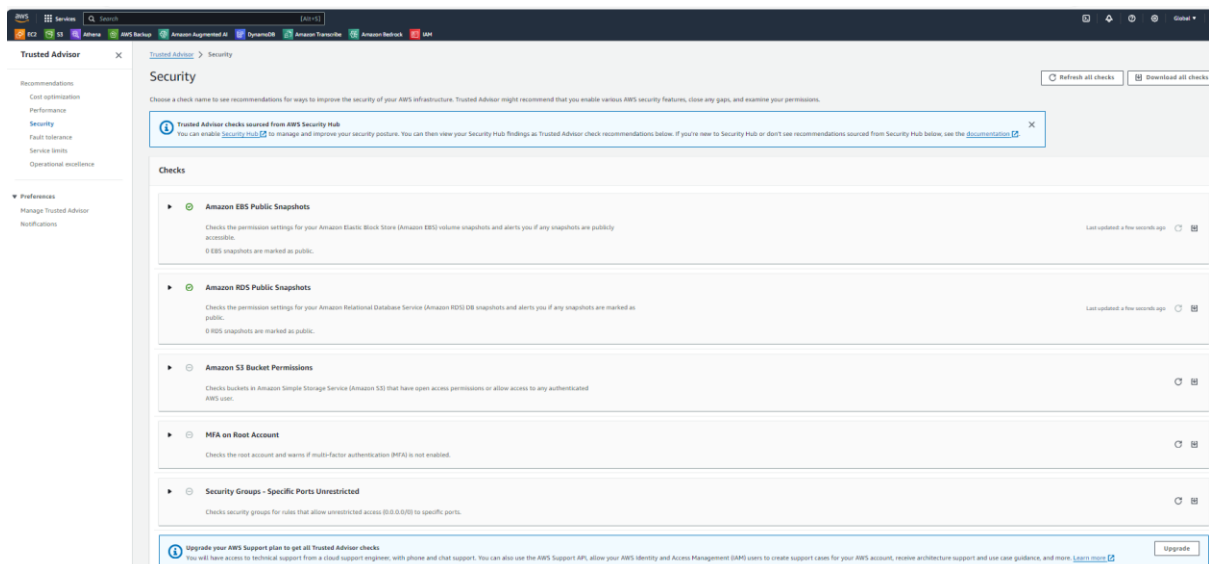 aws
Services
Search
[Alt+S]
Global
EC2 S3 Athena AWS Backup Amazon Augmented AI DynamoDB Amazon Transcribe Amazon Bedrock IAM
Trusted Advisor
Recommendations
Cost optimization
Performance
Security
Fault tolerance
Service limits
Operational excellence
Preferences
Manage Trusted Advisor
Notifications
Trusted Advisor > Security
Security
Refresh all checks
Download all checks
Choose a check name to see recommendations for ways to improve the security of your AWS infrastructure. Trusted Advisor might recommend that you enable various AWS security features, close any gaps, and examine your permissions.
Trusted Advisor checks sourced from AWS Security Hub
You can enable Security Hub to manage and improve your security posture. You can then view your Security Hub findings as Trusted Advisor check recommendations below. If you're new to Security Hub or don't see recommendations sourced from Security Hub below, see the documentation.
Checks
Amazon EBS Public Snapshots
Checks the permission settings for your Amazon Elastic Block Store (Amazon EBS) volume snapshots and alerts you if any snapshots are publicly
accessible.
0 EBS snapshots are marked as public.
Last updated: a few seconds ago
Amazon RDS Public Snapshots
Checks the permission settings for your Amazon Relational Database Service (Amazon RDS) DB snapshots and alerts you if any snapshots are marked as
public.
0 RDS snapshots are marked as public.
Last updated: a few seconds ago
Amazon S3 Bucket Permissions
Checks buckets in Amazon Simple Storage Service (Amazon S3) that have open access permissions or allow access to any authenticated
AWS user.
MFA on Root Account
Checks the root account and warns if multi-factor authentication (MFA) is not enabled.
Security Groups - Specific Ports Unrestricted
Checks security groups for rules that allow unrestricted access (0.0.0.0/0) to specific ports.
Upgrade your AWS Support plan to get all Trusted Advisor checks
You will have access to technical support from a cloud support engineer, with phone and chat support. You can also use the AWS Support API, allow your AWS Identity and Access Management (IAM) users to create support cases for your AWS account, receive architecture support and use case guidance, and more. Learn more
Upgrade